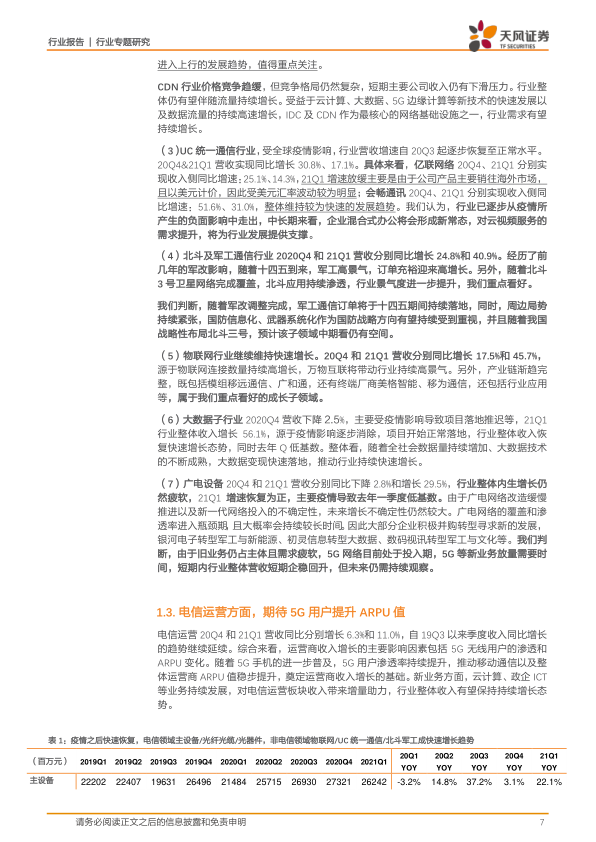 行业报告 | 行业专题研究
天风证券
TF SECURITIES
进入上行的发展趋势，值得重点关注。
CDN 行业价格竞争趋缓，但竞争格局仍然复杂，短期主要公司收入仍有下滑压力。行业整
体仍有望伴随流量持续增长。受益于云计算、大数据、5G 边缘计算等新技术的快速发展以
及数据流量的持续高速增长，IDC 及 CDN 作为最核心的网络基础设施之一，行业需求有望
持续增长。
（3）UC 统一通信行业，受全球疫情影响，行业营收增速自 20Q3 起逐步恢复至正常水平。
20Q4&21Q1 营收实现同比增长 30.8%、17.1%。具体来看，亿联网络 20Q4、21Q1 分别实
现收入侧同比增速：25.1%、14.3%，21Q1 增速放缓主要是由于公司产品主要销往海外市场，
且以美元计价，因此受美元汇率波动较为明显；会畅通讯 20Q4、21Q1 分别实现收入侧同
比增速：51.6%、31.0%，整体维持较为快速的发展趋势。我们认为，行业已逐步从疫情所
产生的负面影响中走出，中长期来看，企业混合式办公将会形成新常态，对云视频服务的
需求提升，将为行业发展提供支撑。
（4）北斗及军工通信行业 2020Q4 和 21Q1 营收分别同比增长 24.8%和 40.9%。经历了前
几年的军改影响，随着十四五到来，军工高景气，订单充裕迎来高增长。另外，随着北斗
3 号卫星网络完成覆盖，北斗应用持续渗透，行业景气度进一步提升，我们重点看好。
我们判断，随着军改调整完成，军工通信订单将于十四五期间持续落地，同时，周边局势
持续紧张，国防信息化、武器系统化作为国防战略方向有望持续受到重视，并且随着我国
战略性布局北斗三号，预计该子领域中期看仍有空间。
（5）物联网行业继续维持快速增长。20Q4 和 21Q1 营收分别同比增长 17.5%和 45.7%，
源于物联网连接数量持续高增长，万物互联将带动行业持续高景气。另外，产业链渐趋完
整，既包括模组移远通信、广和通，还有终端厂商美格智能、移为通信，还包括行业应用
等，属于我们重点看好的成长子领域。
（6）大数据子行业 2020Q4 营收下降 2.5%，主要受疫情影响导致项目落地推迟等，21Q1
行业整体收入增长 56.1%，源于疫情影响逐步消除，项目开始正常落地，行业整体收入恢
复快速增长态势，同时去年 Q 低基数。整体看，随着全社会数据量持续增加、大数据技术
的不断成熟，大数据变现快速落地，推动行业持续快速增长。
（7）广电设备 20Q4 和 21Q1 营收分别同比下降 2.8%和增长 29.5%，行业整体内生增长仍
然疲软，21Q1 增速恢复为正，主要疫情导致去年一季度低基数。由于广电网络改造缓慢
推进以及新一代网络投入的不确定性，未来增长不确定性仍然较大。广电网络的覆盖和渗
透率进入瓶颈期，且大概率会持续较长时间，因此大部分企业积极并购转型寻求新的发展，
银河电子转型军工与新能源、初灵信息转型大数据、数码视讯转型军工与文化等。我们判
断，由于旧业务仍占主体且需求疲软，5G 网络目前处于投入期，5G 等新业务放量需要时
间，短期内行业整体营收短期企稳回升，但未来仍需持续观察。
1.3. 电信运营方面，期待 5G 用户提升 ARPU 值
电信运营 20Q4 和 21Q1 营收同比分别增长 6.3%和 11.0%，自 19Q3 以来季度收入同比增长
的趋势继续延续。综合来看，运营商收入增长的主要影响因素包括 5G 无线用户的渗透和
ARPU 变化。随着 5G 手机的进一步普及，5G 用户渗透率持续提升，推动移动通信以及整
体运营商 ARPU 值稳步提升，奠定运营商收入增长的基础。新业务方面，云计算、政企 ICT
等业务持续发展，对电信运营板块收入带来增量助力，行业整体收入有望保持持续增长态
势。
表 1：疫情之后快速恢复，电信领域主设备/光纤光缆/光器件，非电信领域物联网/UC 统一通信/北斗军工成快速增长趋势
（百万元） 2019Q1 2019Q2 2019Q3 2019Q4 2020Q1 2020Q2 2020Q3 2020Q4 2021Q1 20Q1 YOY 20Q2 YOY 20Q3 YOY 20Q4 YOY 21Q1 YOY
主设备 22202 22407 19631 26496 21484 25715 26930 27321 26242 -3.2% 14.8% 37.2% 3.1% 22.1%
请务必阅读正文之后的信息披露和免责申明 7